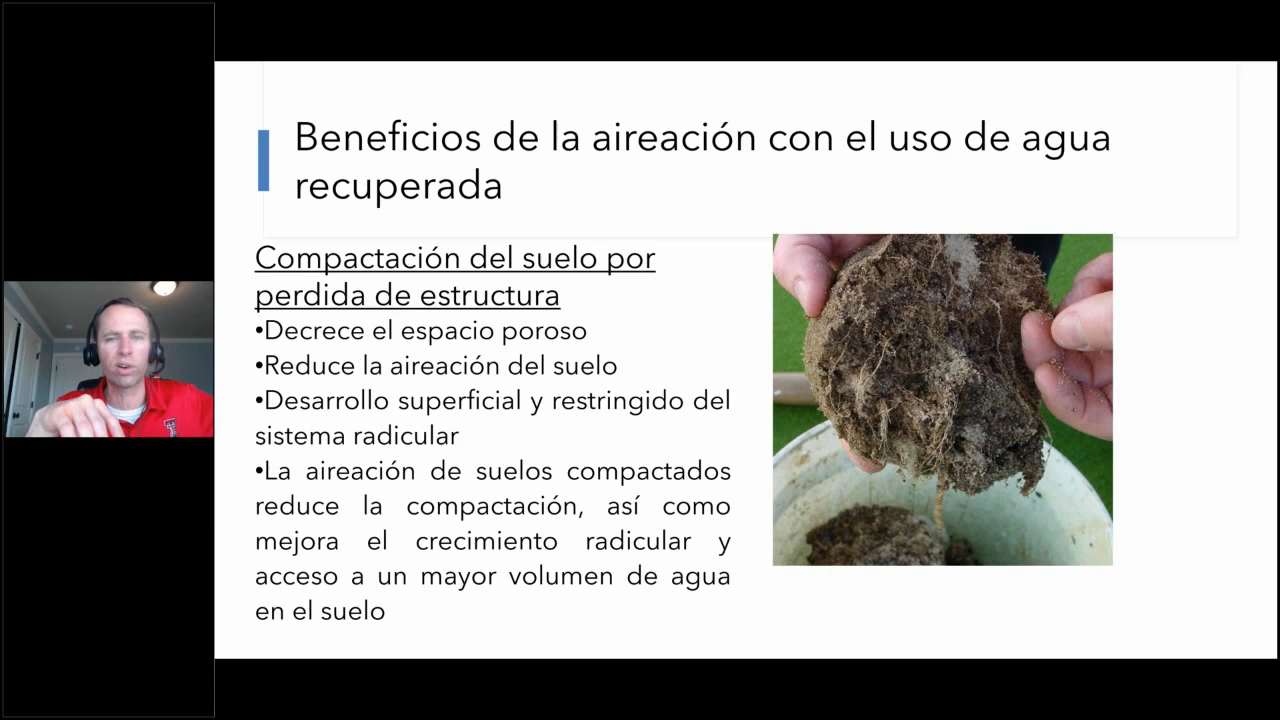 Beneficios de la aireación con el uso de agua
recuperada
Compactación del suelo por
perdida de estructura
•Decrece el espacio poroso
•Reduce la aireación del suelo
•Desarrollo superficial y restringido del
sistema radicular
•La aireación de suelos compactados
reduce la compactación, así como
mejora el crecimiento radicular y
acceso a un mayor volumen de agua
en el suelo